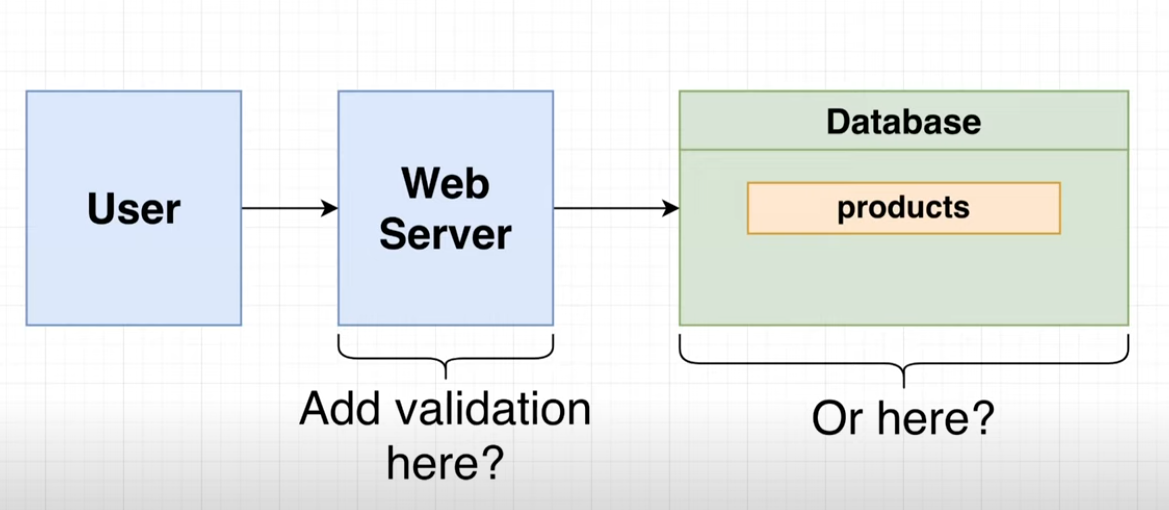 User
Web
Server
Database
products
Add validation
here?
Or here?